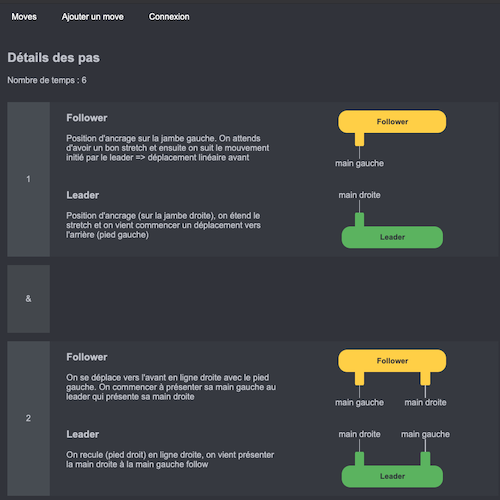 Moves Ajouter un move Connexion
Détails des pas
Nombre de temps : 6
1
Follower
Position d'ancrage sur la jambe gauche. On attends
d'avoir un bon stretch et ensuite on suit le mouvement
initié par le leader => déplacement linéaire avant
Follower
main gauche
Leader
Position d'ancrage (sur la jambe droite), on étend le
stretch et on vient commencer un déplacement vers
l'arrière (pied gauche)
main droite
Leader
&
2
Follower
On se déplace vers l'avant en ligne droite avec le pied
gauche. On commencer à présenter sa main gauche au
leader qui présente sa main droite
Follower
main gauche main droite
Leader
On recule (pied droit) en ligne droite, on vient présenter
la main droite à la main gauche follow
main droite main gauche
Leader